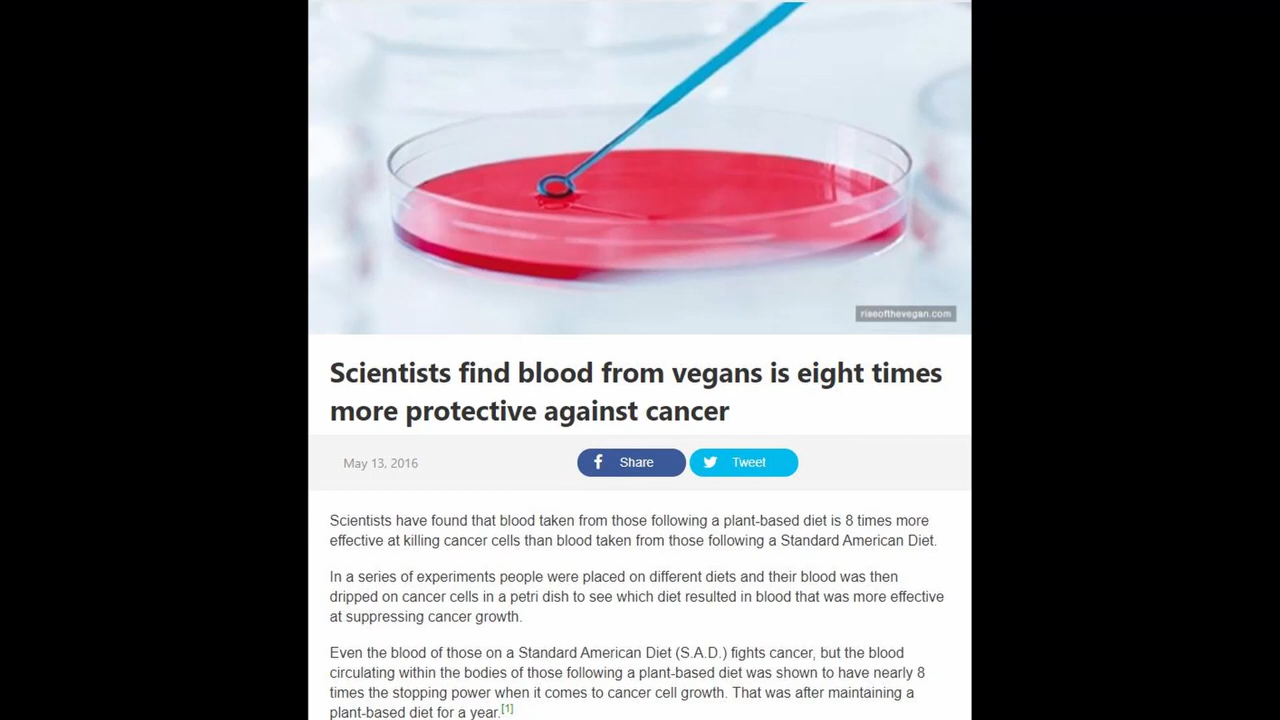 riseofthevegan.com
Scientists find blood from vegans is eight times
more protective against cancer
May 13, 2016
Share
Tweet
Scientists have found that blood taken from those following a plant-based diet is 8 times more
effective at killing cancer cells than blood taken from those following a Standard American Diet.
In a series of experiments people were placed on different diets and their blood was then
dripped on cancer cells in a petri dish to see which diet resulted in blood that was more effective
at suppressing cancer growth.
Even the blood of those on a Standard American Diet (S.A.D.) fights cancer, but the blood
circulating within the bodies of those following a plant-based diet was shown to have nearly 8
times the stopping power when it comes to cancer cell growth. That was after maintaining a
plant-based diet for a year.[1]